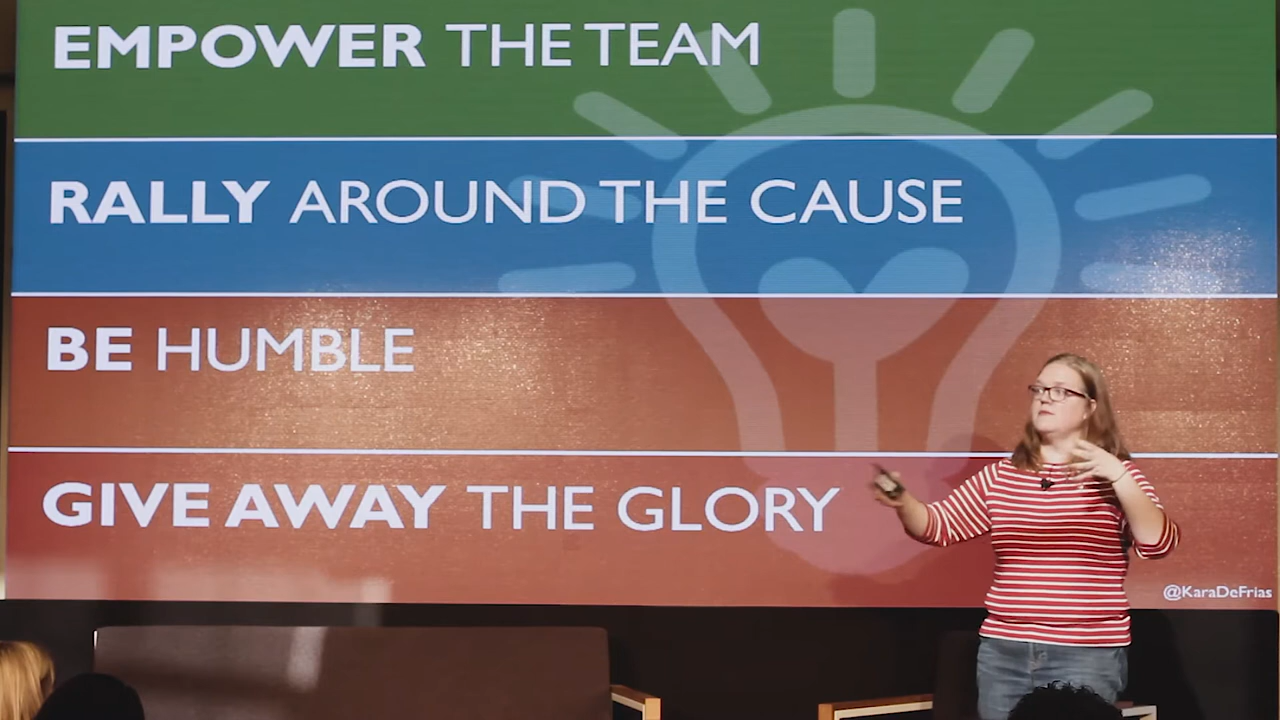 EMPOWER THE TEAM
RALLY AROUND THE CAUSE
BE HUMBLE
GIVE AWAY THE GLORY
@KaraDeFrias